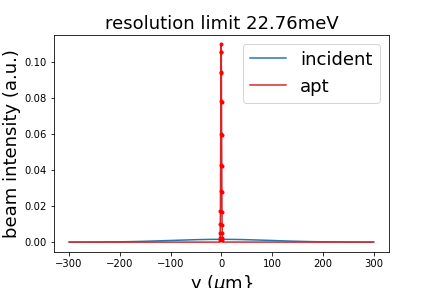 resolution limit 22.76meV
beam intensity (a.u.)
0.10
0.08
0.06
0.04
0.02
0.00
incident
apt
−300 −200 −100 0 100 200 300
y (μm}